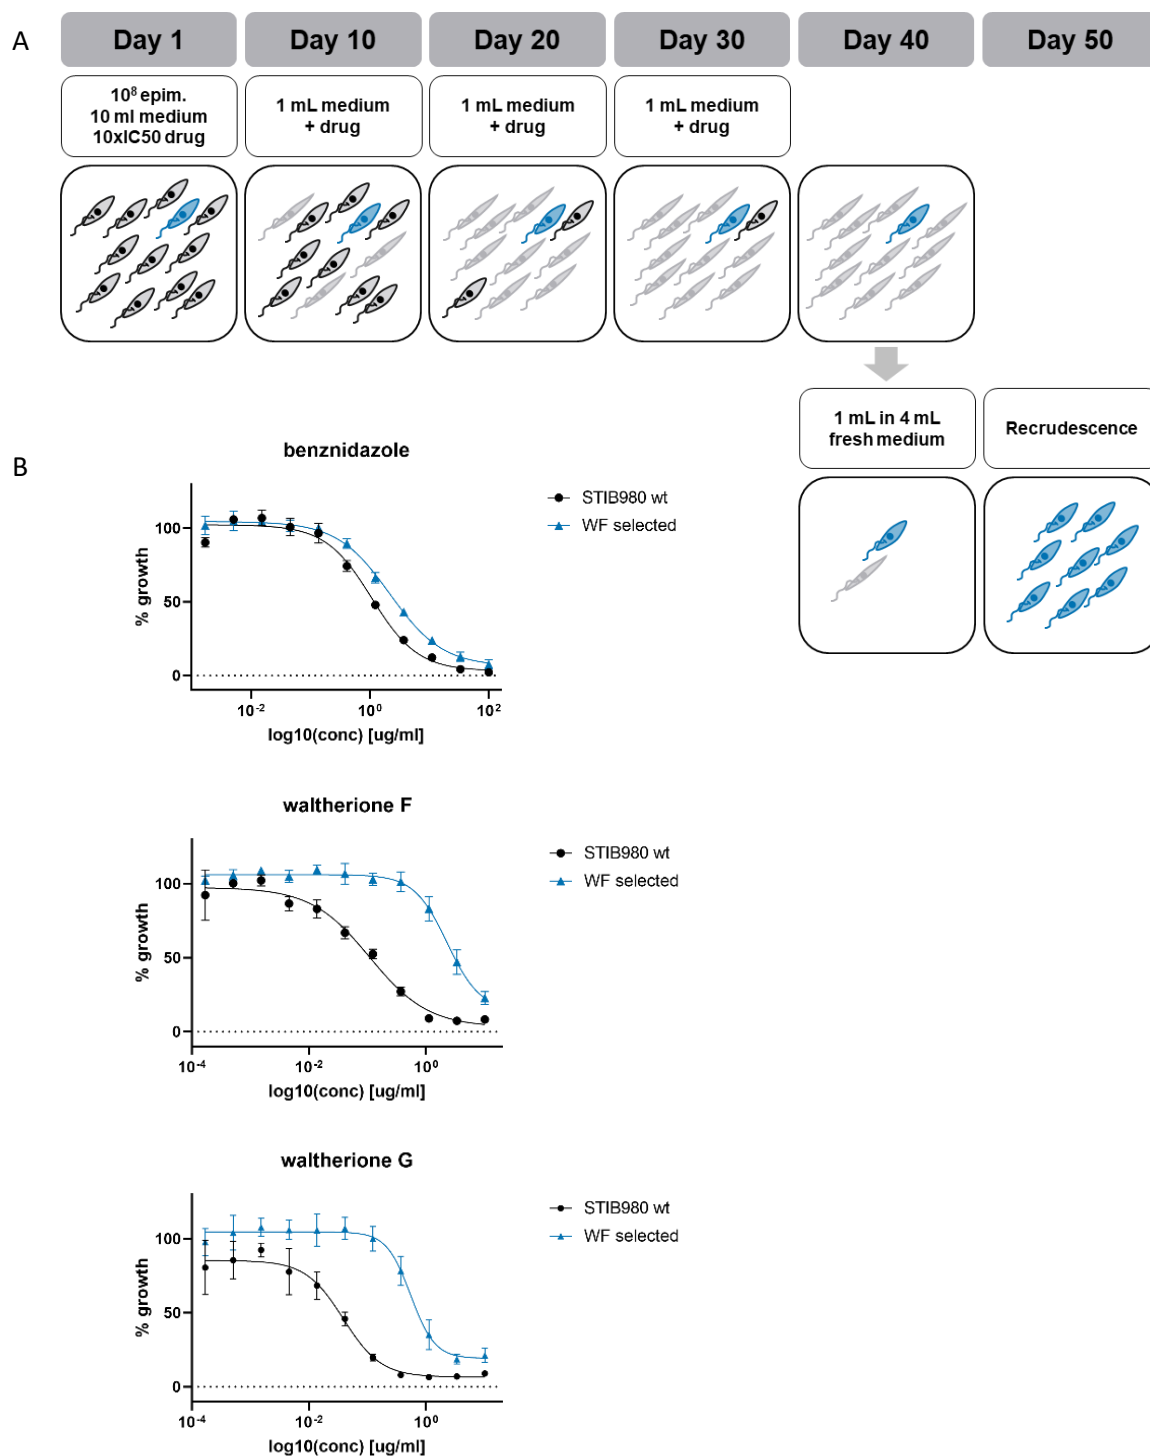 A
Day 1
Day 10
Day 20
Day 30
Day 40
Day 50
10⁸ epim.
10 ml medium
10xIC50 drug
1 mL medium
+ drug
1 mL medium
+ drug
1 mL medium
+ drug
1 mL in 4 mL
fresh medium
Recrudescence
B
benznidazole
STIB980 wt
WF selected
% growth
100
50
0
10⁻²
10⁰
10²
log10(conc) [ug/ml]
waltherione F
STIB980 wt
WF selected
% growth
100
50
0
10⁻⁴
10⁻²
10⁰
log10(conc) [ug/ml]
waltherione G
STIB980 wt
WF selected
% growth
100
50
0
10⁻⁴
10⁻²
10⁰
log10(conc) [ug/ml]